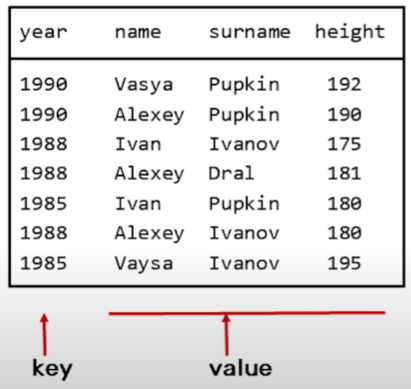 year name surname height
1990 Vasya Pupkin 192
1990 Alexey Pupkin 190
1988 Ivan Ivanov 175
1988 Alexey Dral 181
1985 Ivan Pupkin 180
1988 Alexey Ivanov 180
1985 Vaysa Ivanov 195
key value